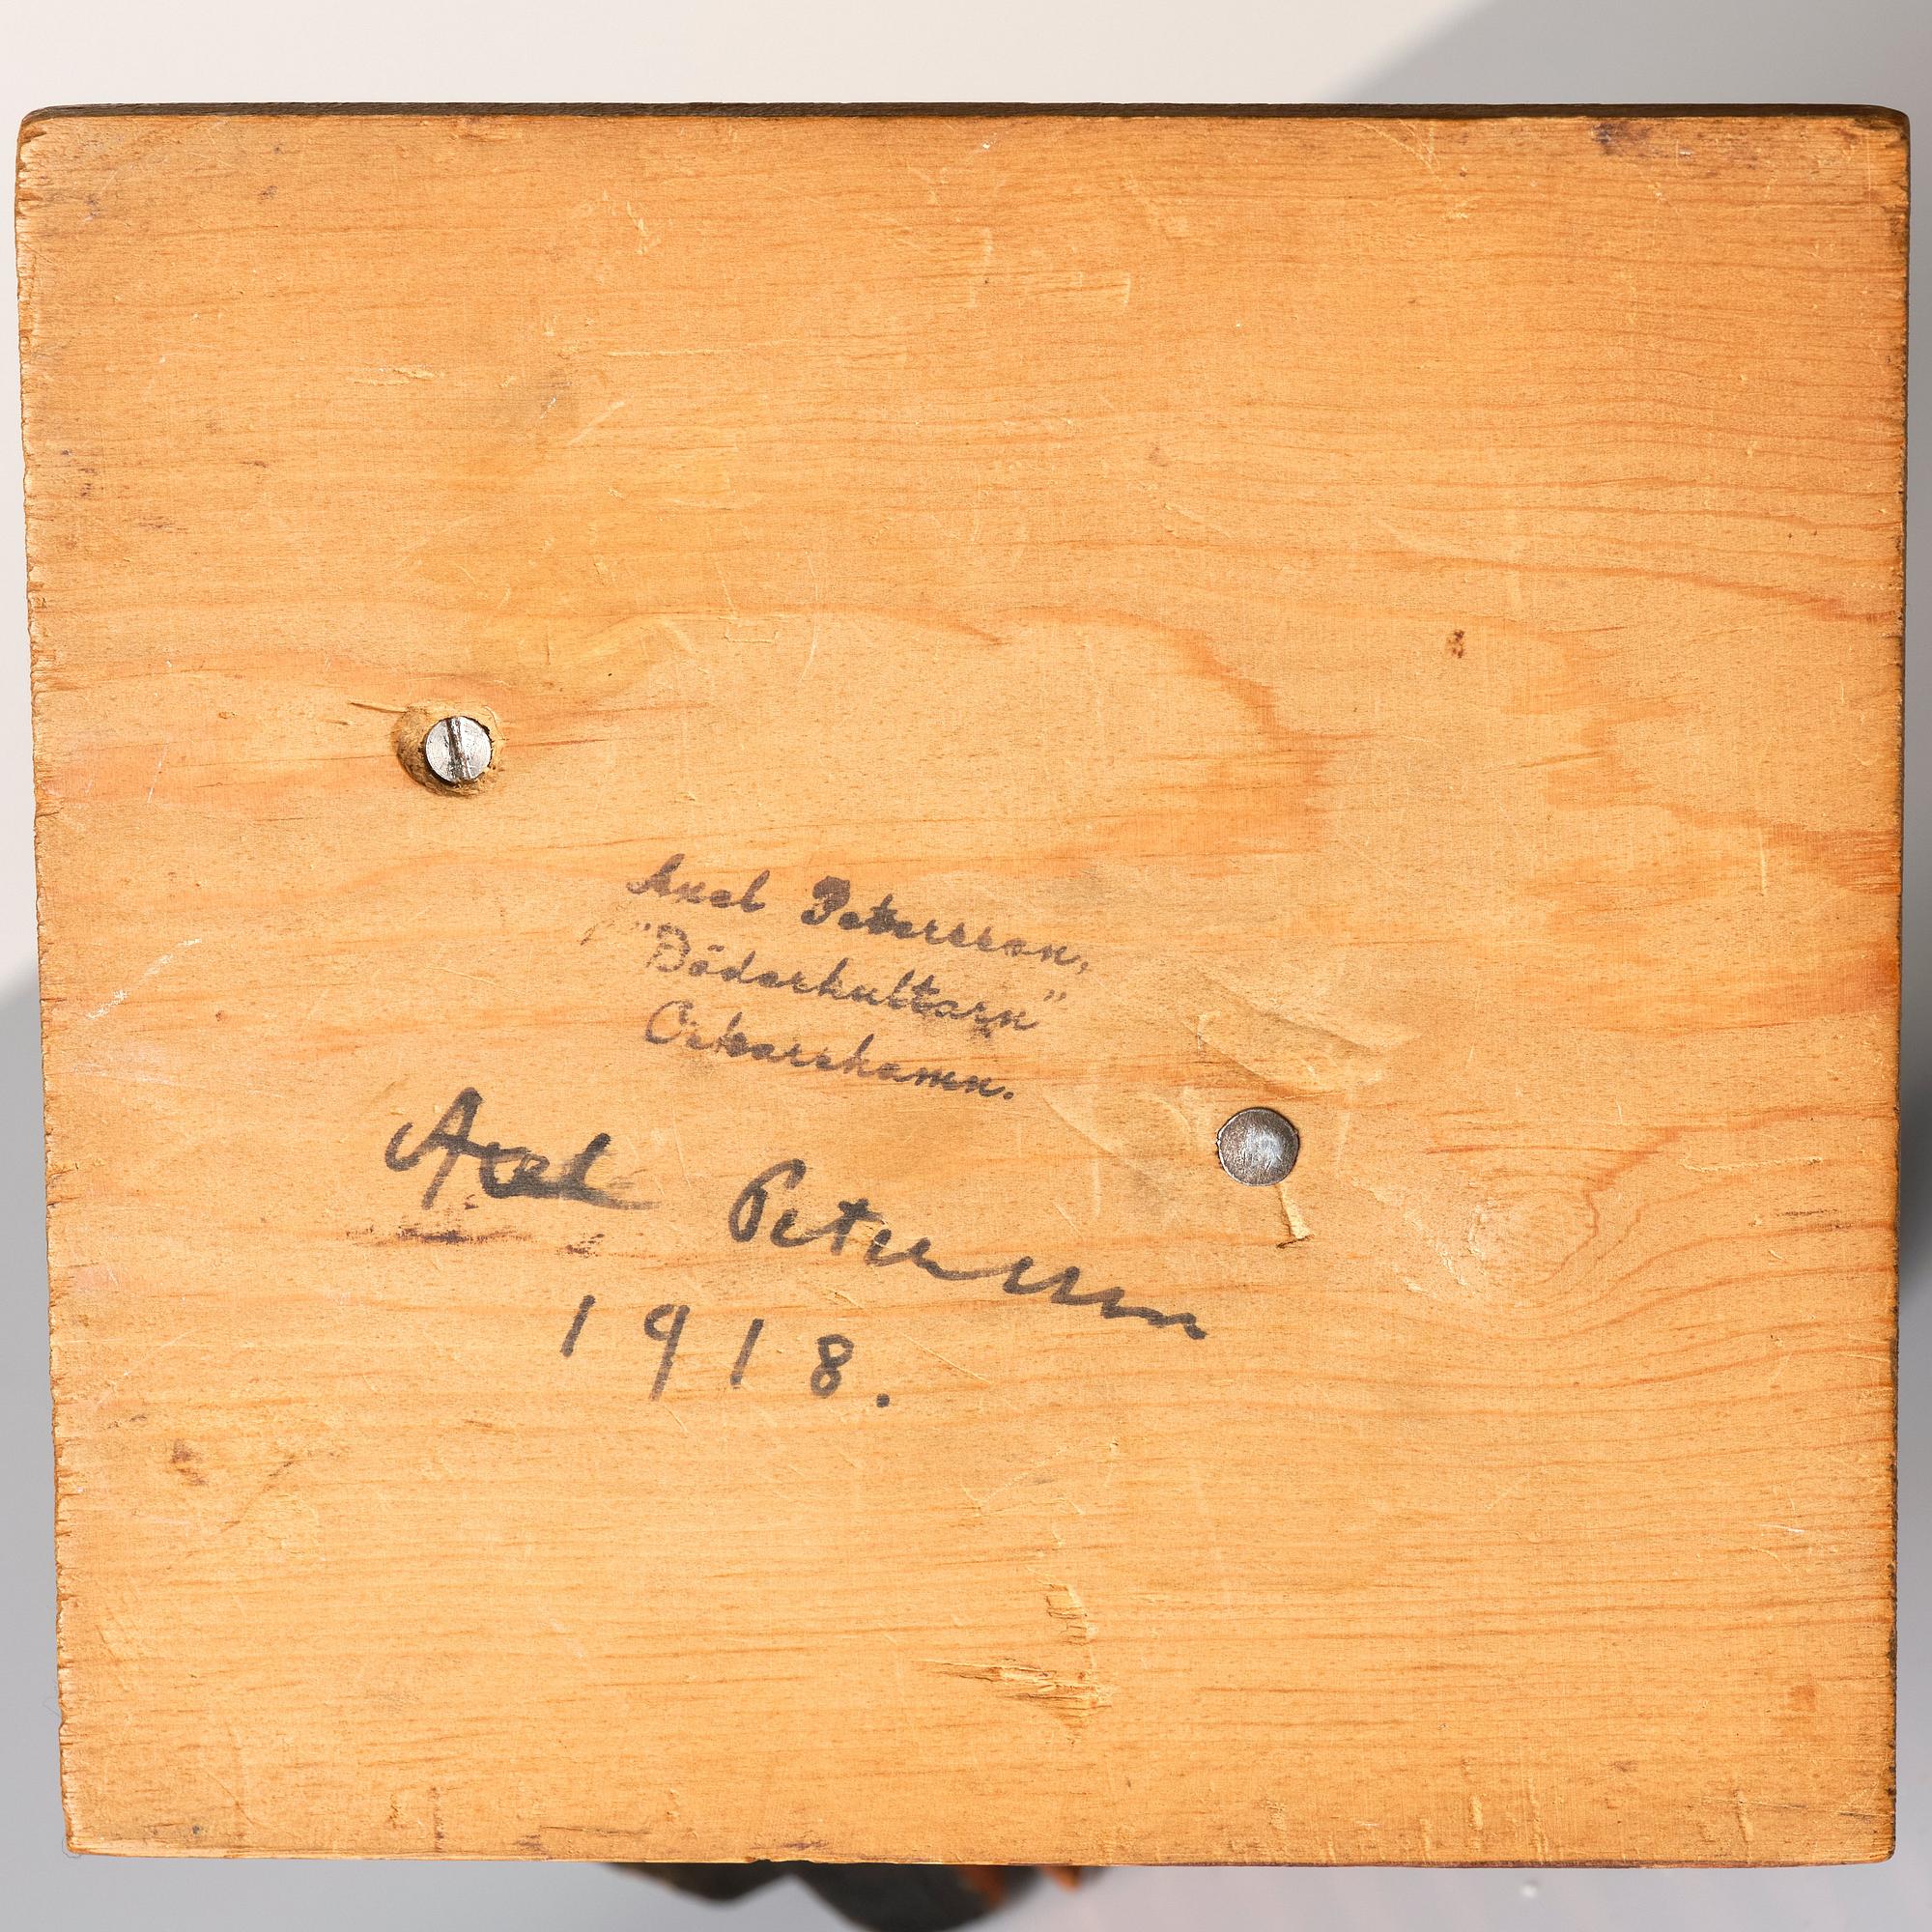 Axel Petersson,
"Döderhultarn"
Oskarshamn.
Axel Petersson
1918.